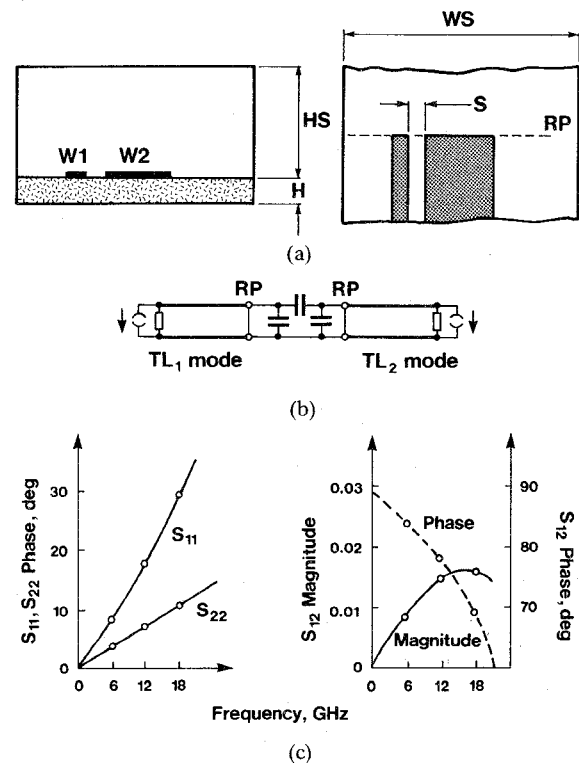 WS
HS
S
RP
W1 W2
H
(a)
RP RP
TL₁ mode TL₂ mode
(b)
S₁₁, S₂₂ Phase, deg
30
20
10
0
S₁₁
S₂₂
6 12 18
S₁₂ Magnitude
0.03
0.02
0.01
0
Phase
Magnitude
90
80
70
S₁₂ Phase, deg
0 6 12 18
Frequency, GHz
(c)